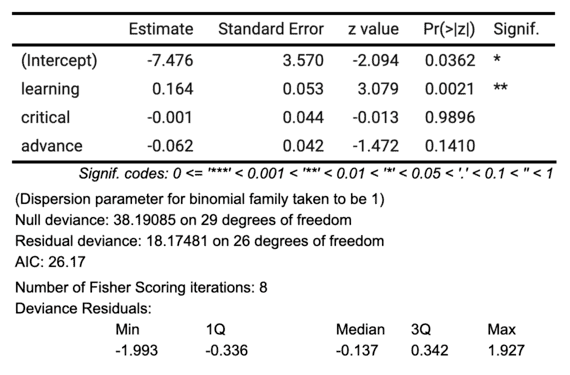 Estimate Standard Error z value Pr(>|z|) Signif.
(Intercept) -7.476 3.570 -2.094 0.0362 *
learning 0.164 0.053 3.079 0.0021 **
critical -0.001 0.044 -0.013 0.9896
advance -0.062 0.042 -1.472 0.1410
Signif. codes: 0 <= '***' < 0.001 < '**' < 0.01 < '*' < 0.05 < '.' < 0.1 < '' < 1
(Dispersion parameter for binomial family taken to be 1)
Null deviance: 38.19085 on 29 degrees of freedom
Residual deviance: 18.17481 on 26 degrees of freedom
AIC: 26.17
Number of Fisher Scoring iterations: 8
Deviance Residuals:
Min 1Q Median 3Q Max
-1.993 -0.336 -0.137 0.342 1.927